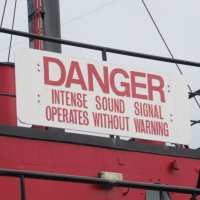 DANGER
INTENSE SOUND SIGNAL
OPERATES WITHOUT WARNING